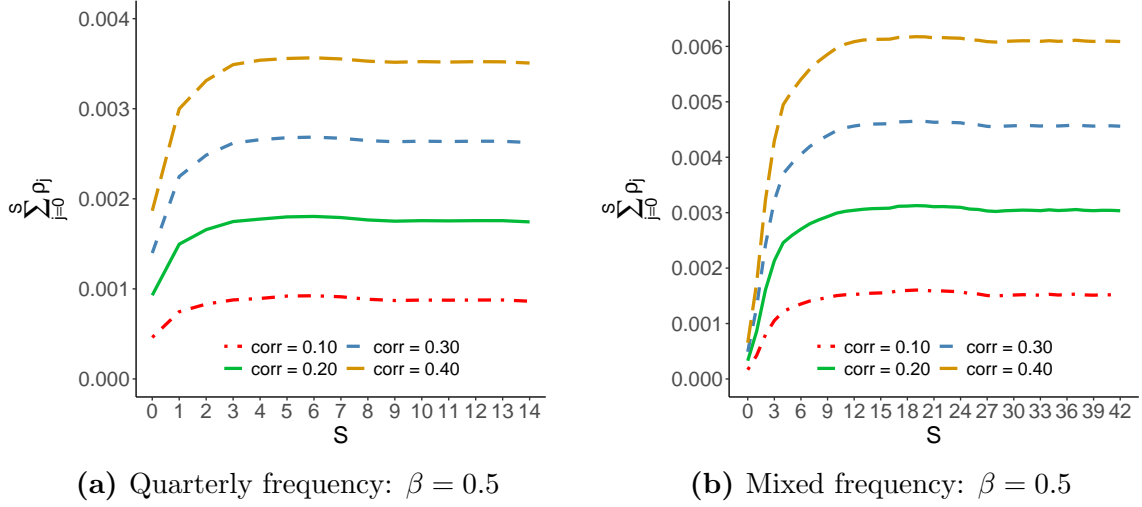 0.004
0.003
0.002
0.001
0.000
∑ρj
S
j=0
corr = 0.10
corr = 0.30
corr = 0.20
corr = 0.40
0 1 2 3 4 5 6 7 8 9 10 11 12 13 14
S
(a) Quarterly frequency: β = 0.5
0.006
0.005
0.004
0.003
0.002
0.001
0.000
∑ρj
S
j=0
corr = 0.10
corr = 0.30
corr = 0.20
corr = 0.40
0 3 6 9 12 15 18 21 24 27 30 33 36 39 42
S
(b) Mixed frequency: β = 0.5